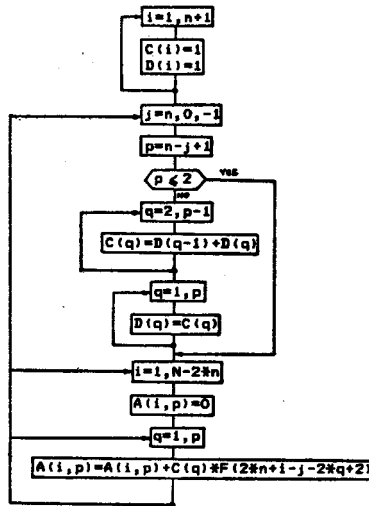 i=1,n+1
C(i)=1
D(i)=1
j=n,0,-1
p=n-j+1
p ≤ 2
YES
NO
q=2,p-1
C(q)=D(q-1)+D(q)
q=1,p
D(q)=C(q)
i=1,N-2*n
A(i,p)=0
q=1,p
A(i,p)=A(i,p)+C(q)*F(2*n+i-j-2*q+2)